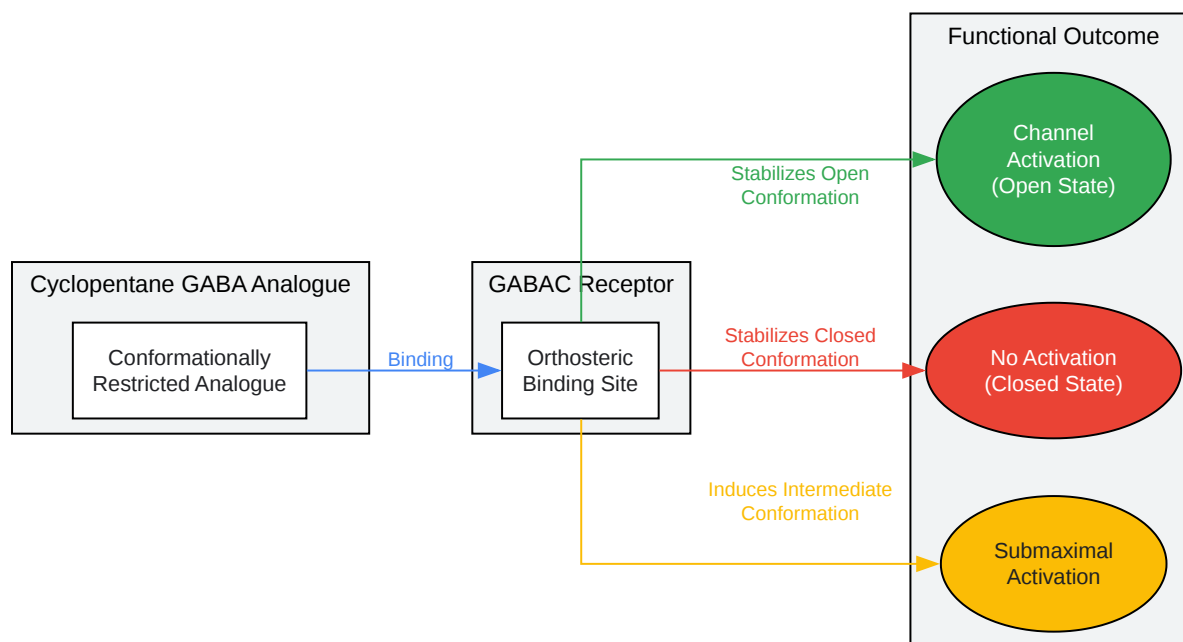 Functional Outcome
Channel
Activation
(Open State)
Stabilizes Open
Conformation
Cyclopentane GABA Analogue
Conformationally
Restricted Analogue
Binding
GABAC Receptor
Orthosteric
Binding Site
Stabilizes Closed
Conformation
No Activation
(Closed State)
Induces Intermediate
Conformation
Submaximal
Activation